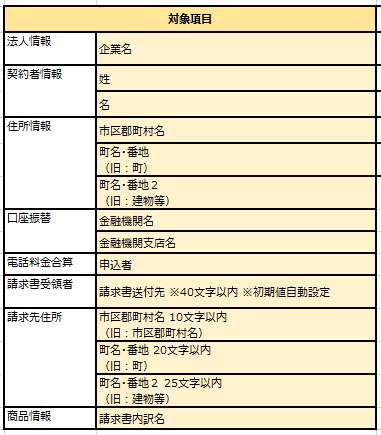 対象項目
法人情報
企業名
契約者情報
姓
名
住所情報
市区郡町村名
町名･番地
（旧：町）
町名･番地２
（旧：建物等）
口座振替
金融機関名
金融機関支店名
電話料金合算
申込者
請求書受領者
請求書送付先 ※40文字以内 ※初期値自動設定
請求先住所
市区郡町村名 10文字以内
（旧：市区郡町村名）
町名･番地 20文字以内
（旧：町）
町名･番地２ 25文字以内
（旧：建物等）
商品情報
請求書内訳名